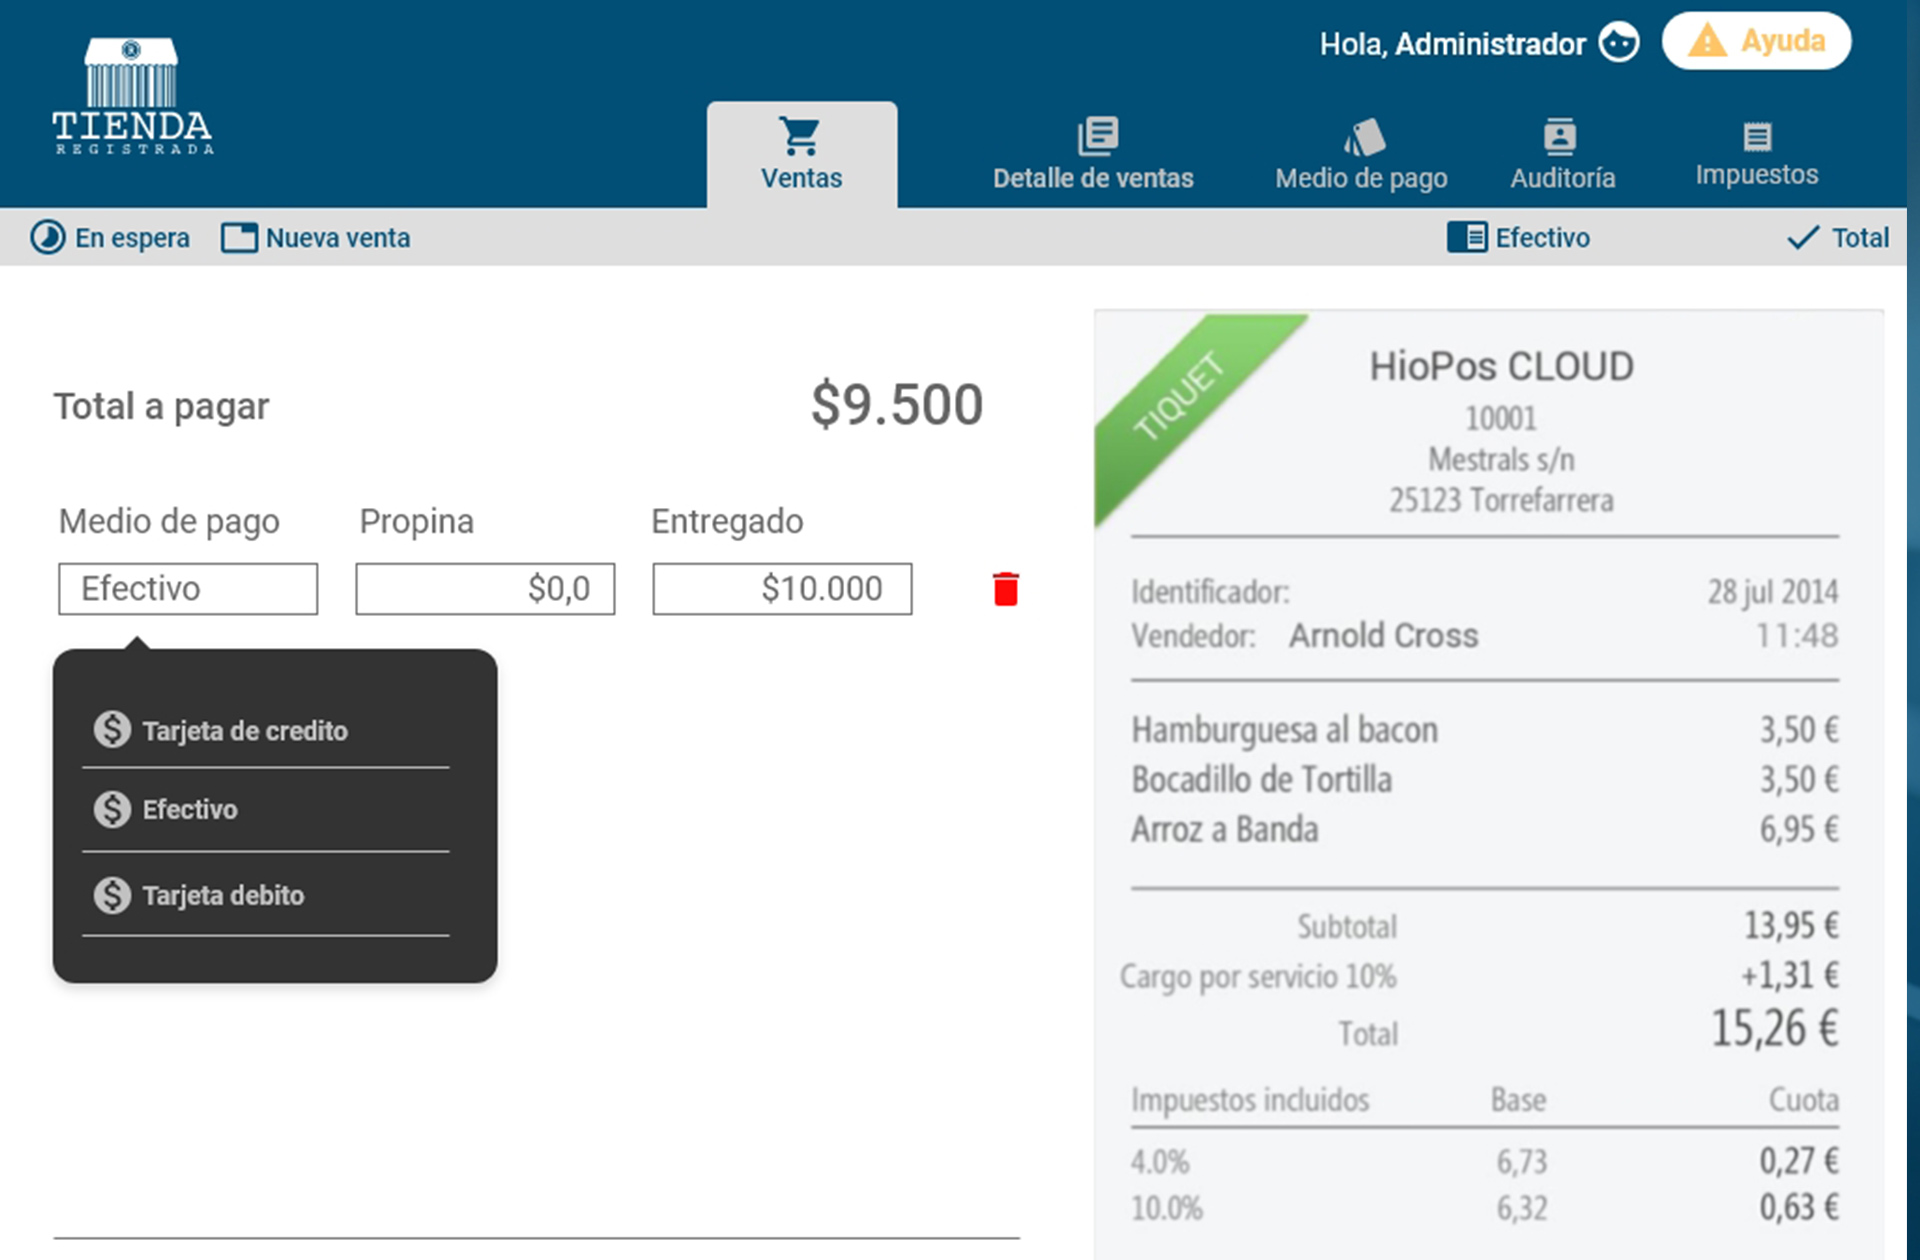 TIENDA
REGISTRADA
Hola, Administrador
Ayuda
Ventas
Detalle de ventas
Medio de pago
Auditoría
Impuestos
En espera
Nueva venta
Efectivo
Total
Total a pagar
$9.500
Medio de pago
Propina
Entregado
Efectivo
$0,0
$10.000
Tarjeta de credito
Efectivo
Tarjeta debito
TIQUET
HioPos CLOUD
10001
Mestrals s/n
25123 Torrefarrera
Identificador: 28 jul 2014
Vendedor: Arnold Cross 11:48
Hamburguesa al bacon 3,50 €
Bocadillo de Tortilla 3,50 €
Arroz a Banda 6,95 €
Subtotal 13,95 €
Cargo por servicio 10% +1,31 €
Total 15,26 €
Impuestos incluidos Base Cuota
4.0% 6,73 0,27 €
10.0% 6,32 0,63 €